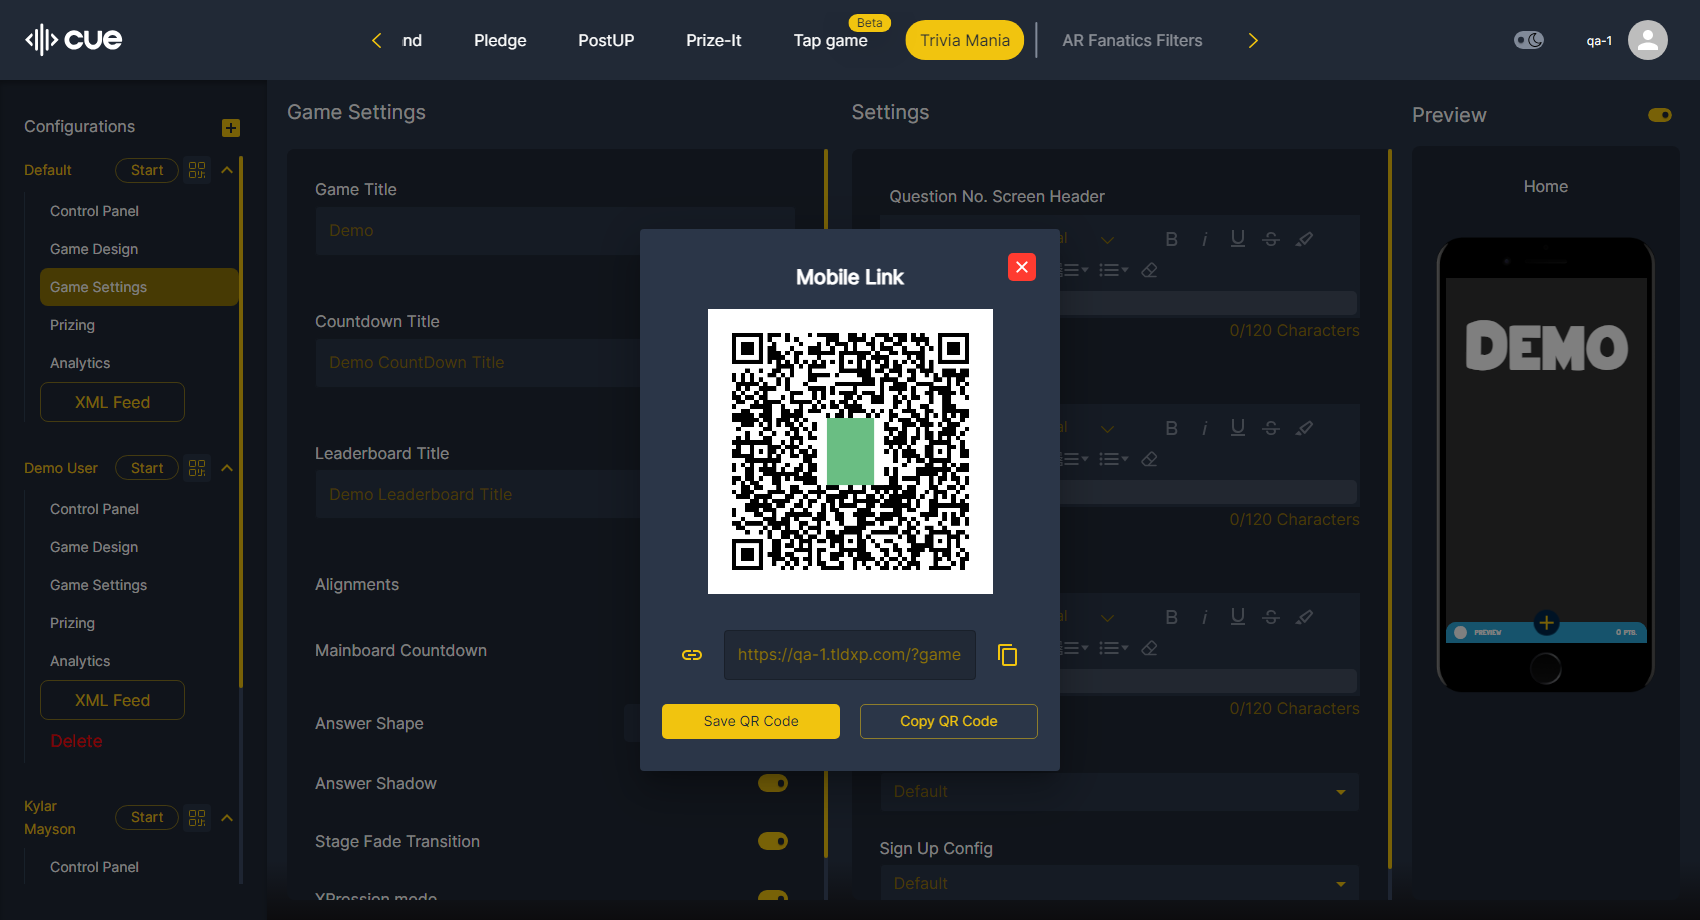 cue
nd
Pledge
PostUP
Prize-It
Tap game
Beta
Trivia Mania
AR Fanatics Filters
qa-1
Configurations
Default
Start
Control Panel
Game Design
Game Settings
Prizing
Analytics
XML Feed
Demo User
Start
Control Panel
Game Design
Game Settings
Prizing
Analytics
XML Feed
Delete
Kylar
Mayson
Start
Control Panel
Game Settings
Game Title
Demo
Countdown Title
Demo CountDown Title
Leaderboard Title
Demo Leaderboard Title
Alignments
Mainboard Countdown
Answer Shape
Answer Shadow
Stage Fade Transition
XPression mode
Mobile Link
https://qa-1.tldxp.com/?game
Save QR Code
Copy QR Code
Settings
Question No. Screen Header
al
B i U S
0/120 Characters
al
B i U S
0/120 Characters
al
B i U S
0/120 Characters
Default
Sign Up Config
Default
Preview
Home
DEMO
PREVIEW
0 PTS.